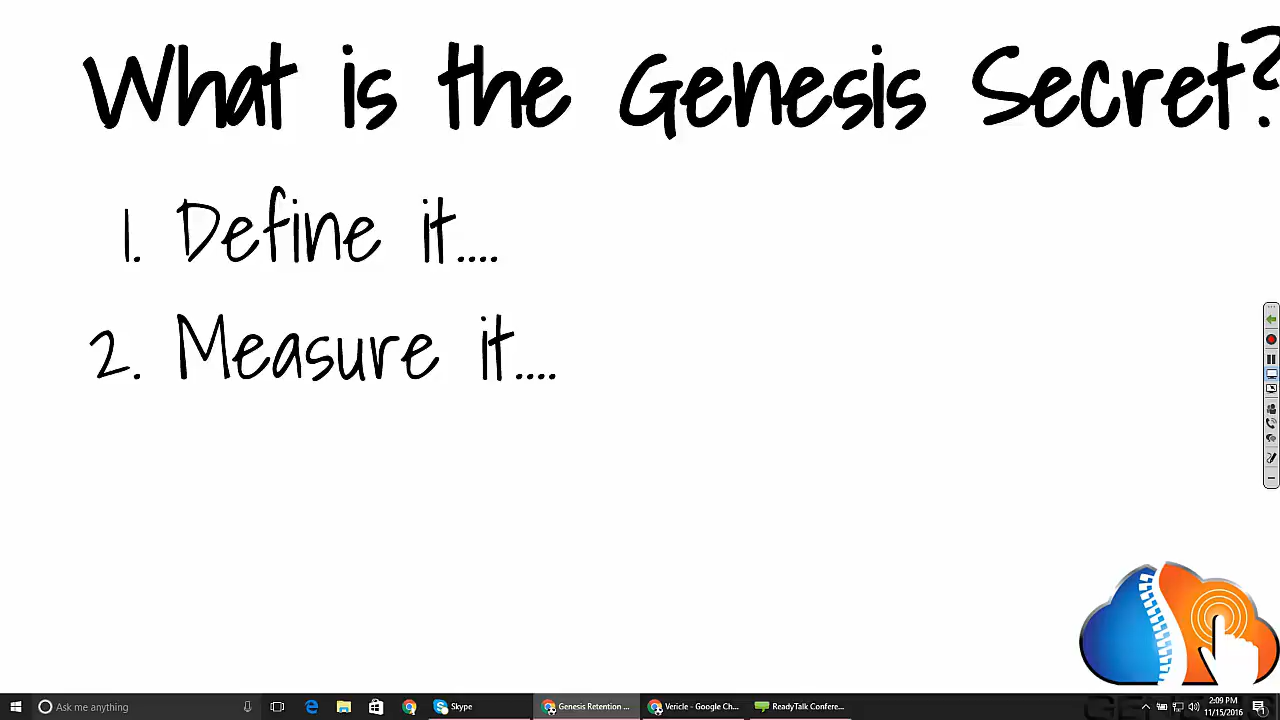 What is the Genesis Secret?
1. Define it....
2. Measure it....
Ask me anything
Skype
Genesis Retention ...
Vericle - Google Ch...
ReadyTalk Confere...
2:09 PM
11/15/2016